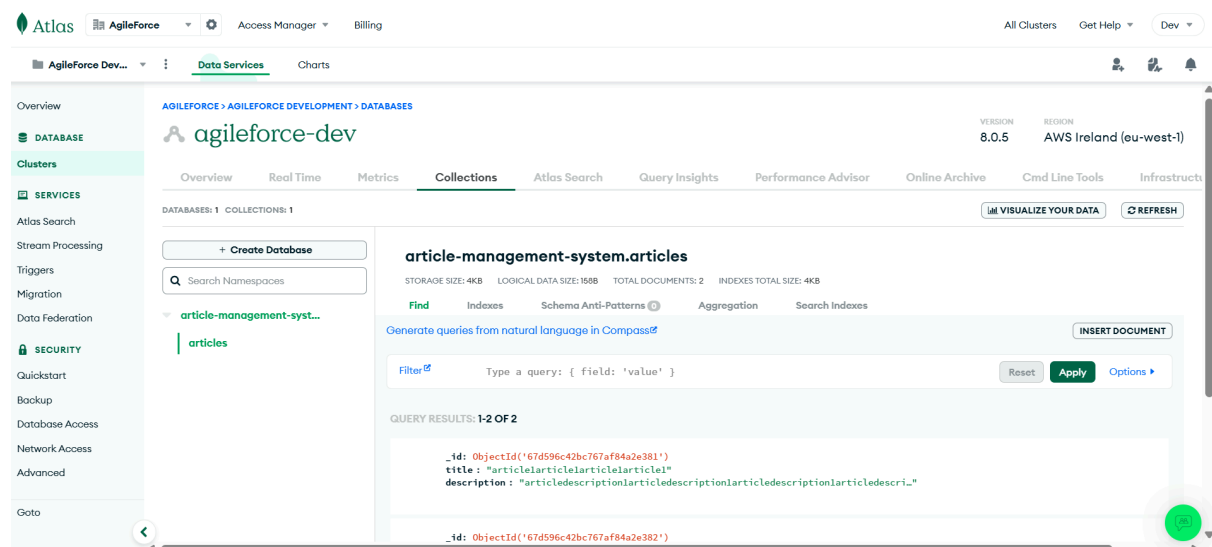 Atlas
AgileForce
Access Manager
Billing
All Clusters
Get Help
Dev
AgileForce Dev...
Data Services
Charts
Overview
DATABASE
Clusters
SERVICES
Atlas Search
Stream Processing
Triggers
Migration
Data Federation
SECURITY
Quickstart
Backup
Database Access
Network Access
Advanced
Goto
AGILEFORCE > AGILEFORCE DEVELOPMENT > DATABASES
agileforce-dev
VERSION
8.0.5
REGION
AWS Ireland (eu-west-1)
Overview
Real Time
Metrics
Collections
Atlas Search
Query Insights
Performance Advisor
Online Archive
Cmd Line Tools
Infrastructu
DATABASES: 1 COLLECTIONS: 1
VISUALIZE YOUR DATA
REFRESH
+ Create Database
Search Namespaces
article-management-syst...
articles
article-management-system.articles
STORAGE SIZE: 4KB LOGICAL DATA SIZE: 158B TOTAL DOCUMENTS: 2 INDEXES TOTAL SIZE: 4KB
Find
Indexes
Schema Anti-Patterns 0
Aggregation
Search Indexes
Generate queries from natural language in Compass
INSERT DOCUMENT
Filter
Type a query: { field: 'value' }
Reset
Apply
Options
QUERY RESULTS: 1-2 OF 2
_id: ObjectId('67d596c42bc767af84a2e381')
title : "article1article1article1article1"
description : "articledescription1articledescription1articledescription1articledescri…"
_id: ObjectId('67d596c42bc767af84a2e382')